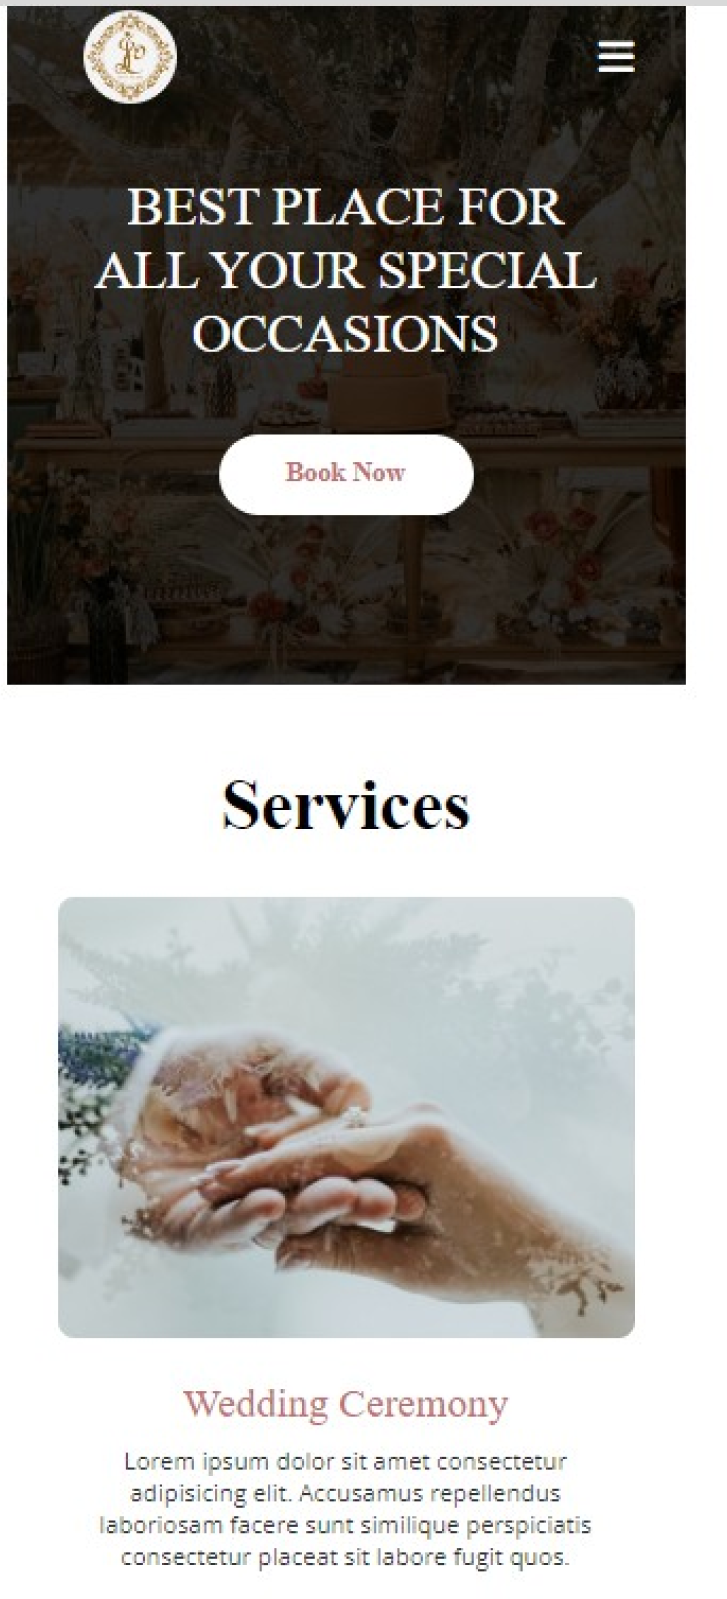 BEST PLACE FOR
ALL YOUR SPECIAL
OCCASIONS
Book Now
Services
Wedding Ceremony
Lorem ipsum dolor sit amet consectetur
adipisicing elit. Accusamus repellendus
laboriosam facere sunt similique perspiciatis
consectetur placeat sit labore fugit quos.